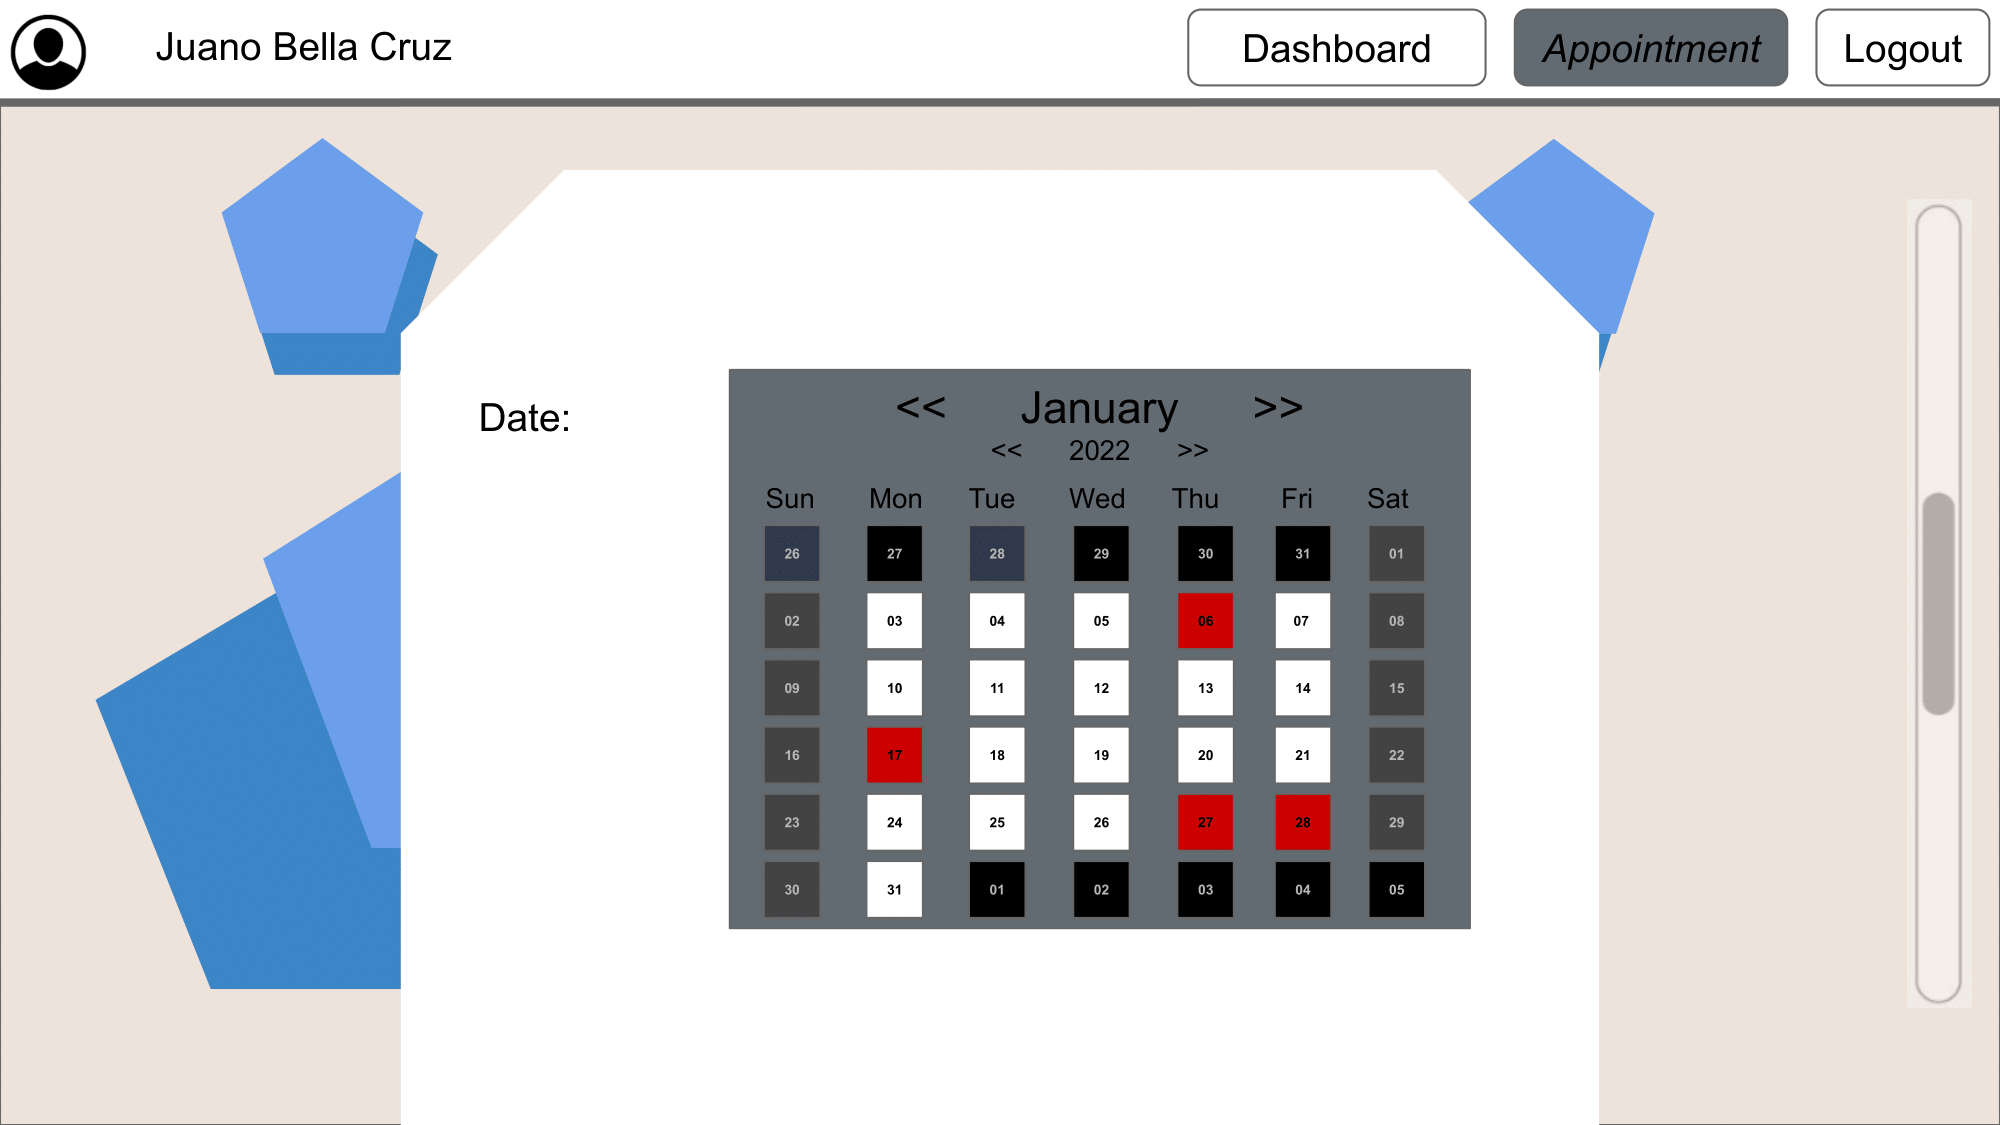 Juano Bella Cruz
Dashboard
Appointment
Logout
Date:
<< January >>
<< 2022 >>
Sun Mon Tue Wed Thu Fri Sat
26 27 28 29 30 31 01
02 03 04 05 06 07 08
09 10 11 12 13 14 15
16 17 18 19 20 21 22
23 24 25 26 27 28 29
30 31 01 02 03 04 05